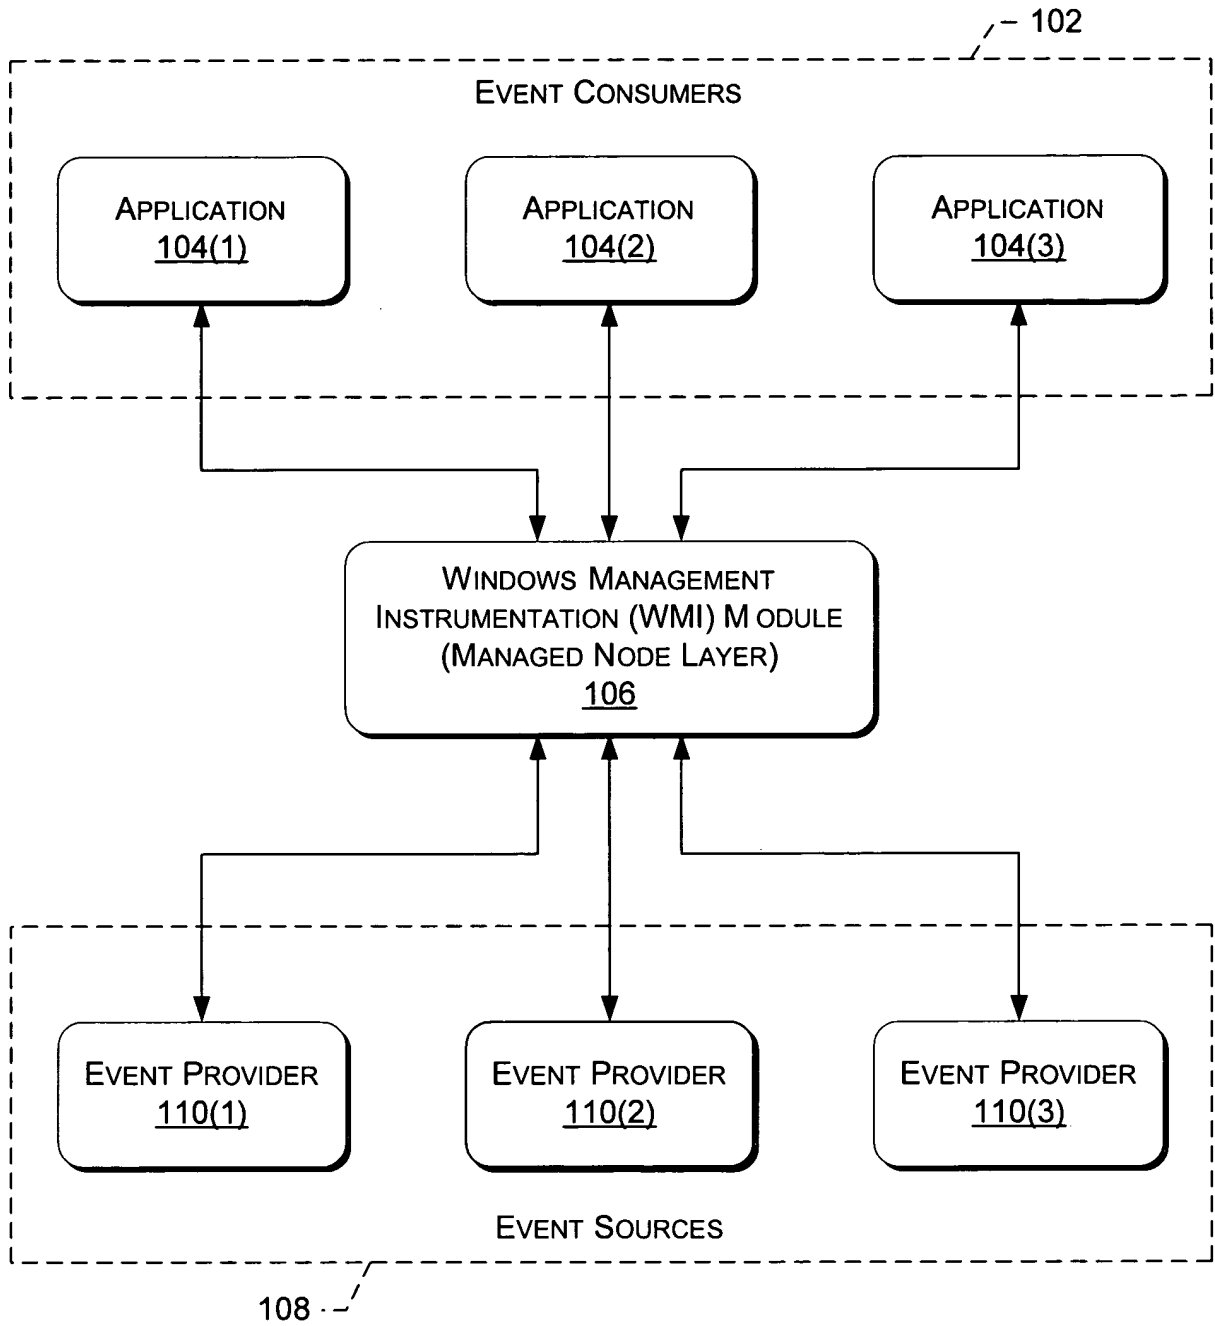 102
EVENT CONSUMERS
APPLICATION
104(1)
APPLICATION
104(2)
APPLICATION
104(3)
WINDOWS MANAGEMENT
INSTRUMENTATION (WMI) MODULE
(MANAGED NODE LAYER)
106
EVENT PROVIDER
110(1)
EVENT PROVIDER
110(2)
EVENT PROVIDER
110(3)
EVENT SOURCES
108